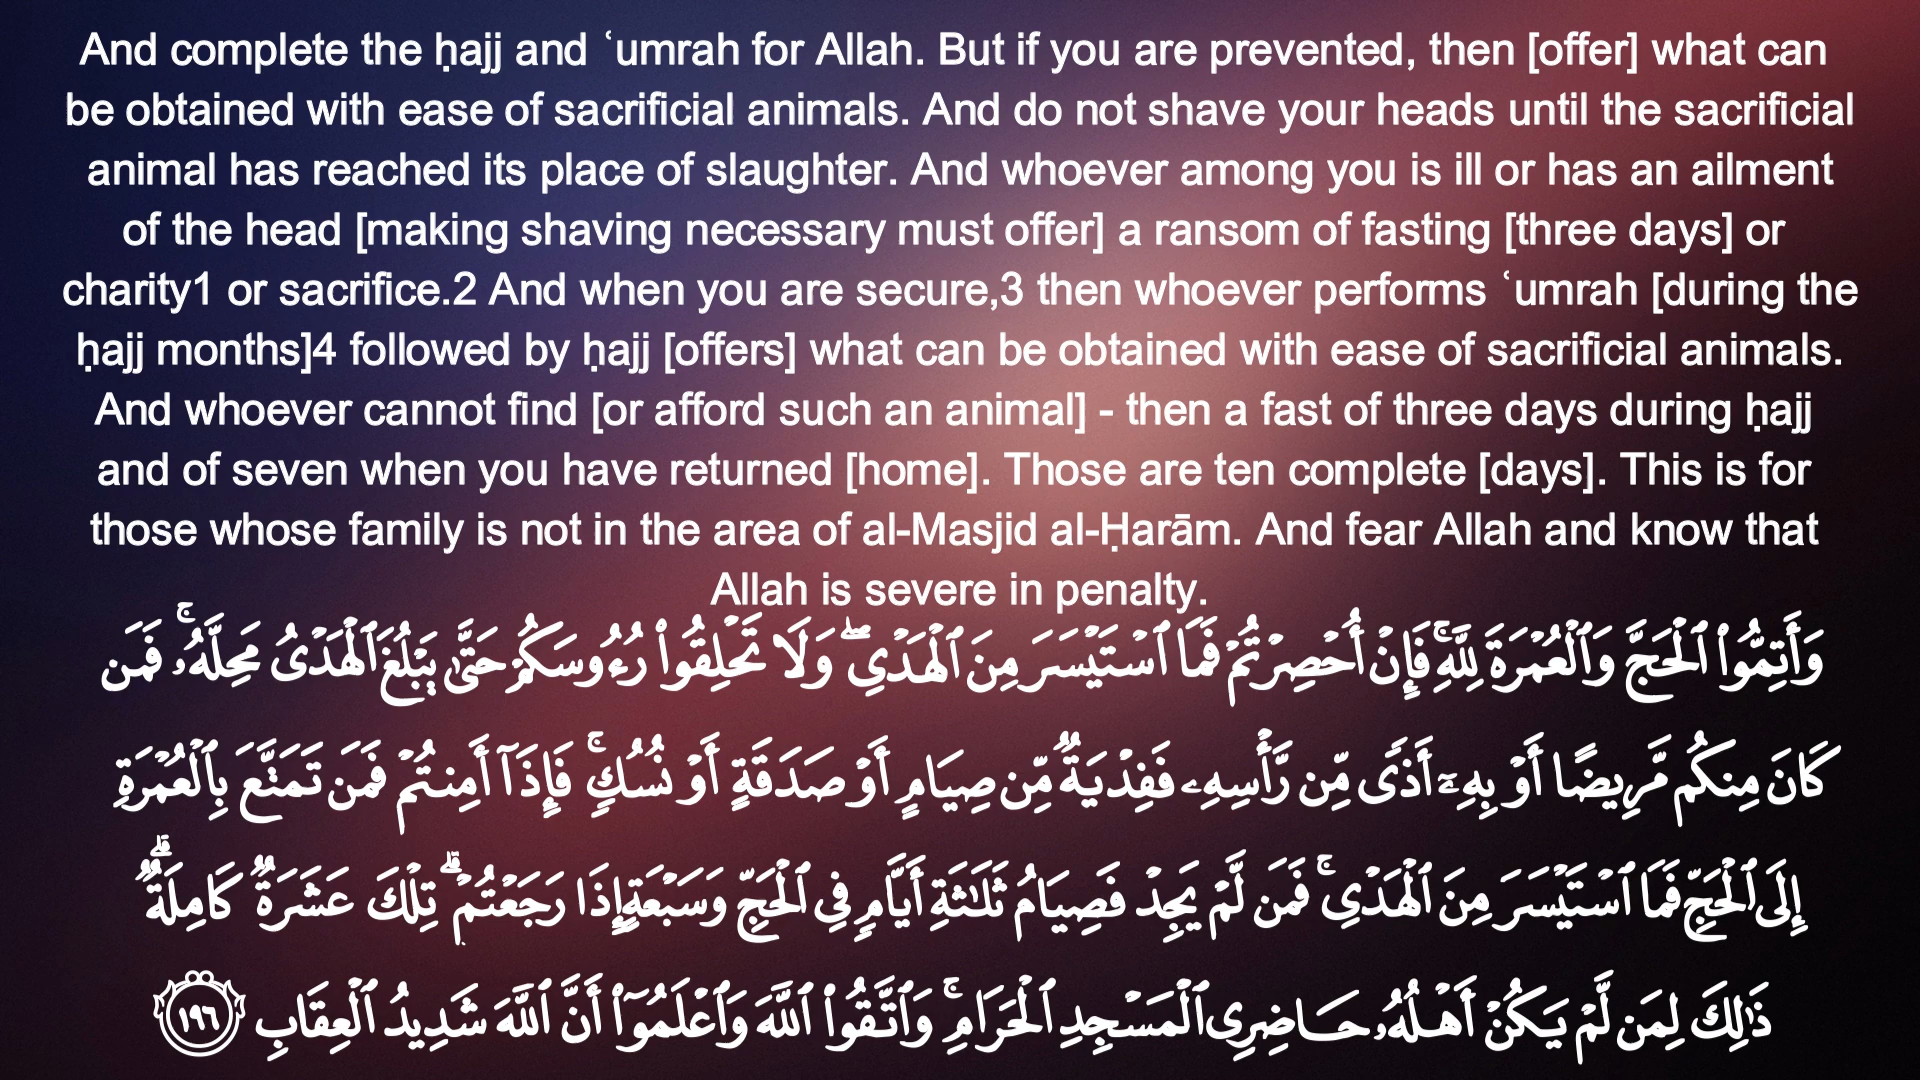 And complete the ḥajj and ʿumrah for Allah. But if you are prevented, then [offer] what can
be obtained with ease of sacrificial animals. And do not shave your heads until the sacrificial
animal has reached its place of slaughter. And whoever among you is ill or has an ailment
of the head [making shaving necessary must offer] a ransom of fasting [three days] or
charity1 or sacrifice.2 And when you are secure,3 then whoever performs ʿumrah [during the
ḥajj months]4 followed by ḥajj [offers] what can be obtained with ease of sacrificial animals.
And whoever cannot find [or afford such an animal] - then a fast of three days during ḥajj
and of seven when you have returned [home]. Those are ten complete [days]. This is for
those whose family is not in the area of al-Masjid al-Ḥarām. And fear Allah and know that
Allah is severe in penalty.
وَأَتِمُّوا۟ ٱلْحَجَّ وَٱلْعُمْرَةَ لِلَّهِ ۚ فَإِنْ أُحْصِرْتُمْ فَمَا ٱسْتَيْسَرَ مِنَ ٱلْهَدْىِ ۖ وَلَا تَحْلِقُوا۟ رُءُوسَكُمْ حَتَّىٰ يَبْلُغَ ٱلْهَدْىُ مَحِلَّهُۥ ۚ فَمَن
كَانَ مِنكُم مَّرِيضًا أَوْ بِهِۦٓ أَذًى مِّن رَّأْسِهِۦ فَفِدْيَةٌ مِّن صِيَامٍ أَوْ صَدَقَةٍ أَوْ نُسُكٍ ۚ فَإِذَآ أَمِنتُمْ فَمَن تَمَتَّعَ بِٱلْعُمْرَةِ
إِلَى ٱلْحَجِّ فَمَا ٱسْتَيْسَرَ مِنَ ٱلْهَدْىِ ۚ فَمَن لَّمْ يَجِدْ فَصِيَامُ ثَلَـٰثَةِ أَيَّامٍ فِى ٱلْحَجِّ وَسَبْعَةٍ إِذَا رَجَعْتُمْ ۗ تِلْكَ عَشَرَةٌ كَامِلَةٌ ۗ
ذَٰلِكَ لِمَن لَّمْ يَكُنْ أَهْلُهُۥ حَاضِرِى ٱلْمَسْجِدِ ٱلْحَرَامِ ۚ وَٱتَّقُوا۟ ٱللَّهَ وَٱعْلَمُوٓا۟ أَنَّ ٱللَّهَ شَدِيدُ ٱلْعِقَابِ ١٩٦